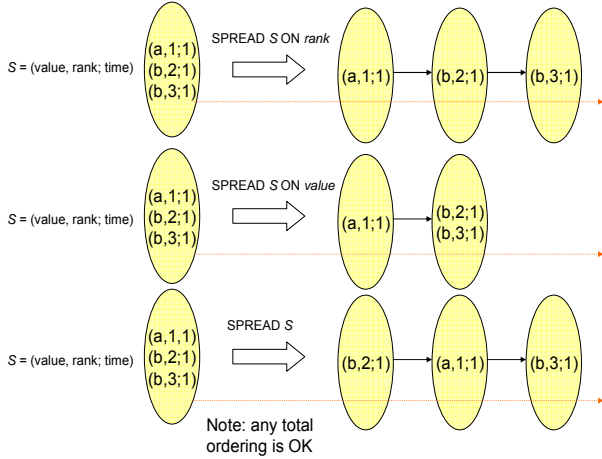 SPREAD S ON rank
S = (value, rank; time)
(a,1;1)
(b,2;1)
(b,3;1)
(a,1;1)
(b,2;1)
(b,3;1)
SPREAD S ON value
S = (value, rank; time)
(a,1;1)
(b,2;1)
(b,3;1)
(a,1;1)
(b,2;1)
(b,3;1)
SPREAD S
S = (value, rank; time)
(a,1,1)
(b,2;1)
(b,3;1)
(b,2;1)
(a,1;1)
(b,3;1)
Note: any total
ordering is OK